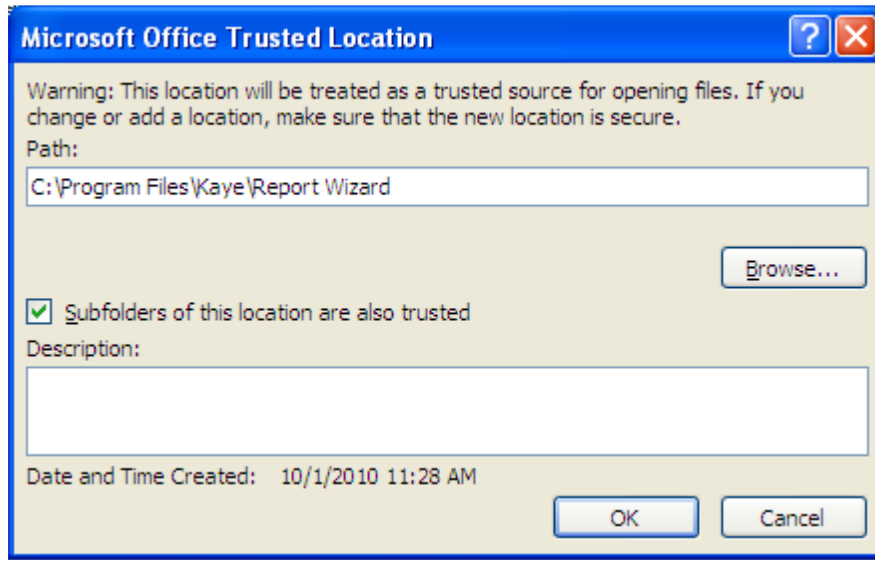 Microsoft Office Trusted Location
Warning: This location will be treated as a trusted source for opening files. If you
change or add a location, make sure that the new location is secure.
Path:
C:\Program Files\Kaye\Report Wizard
Browse...
Subfolders of this location are also trusted
Description:
Date and Time Created: 10/1/2010 11:28 AM
OK Cancel